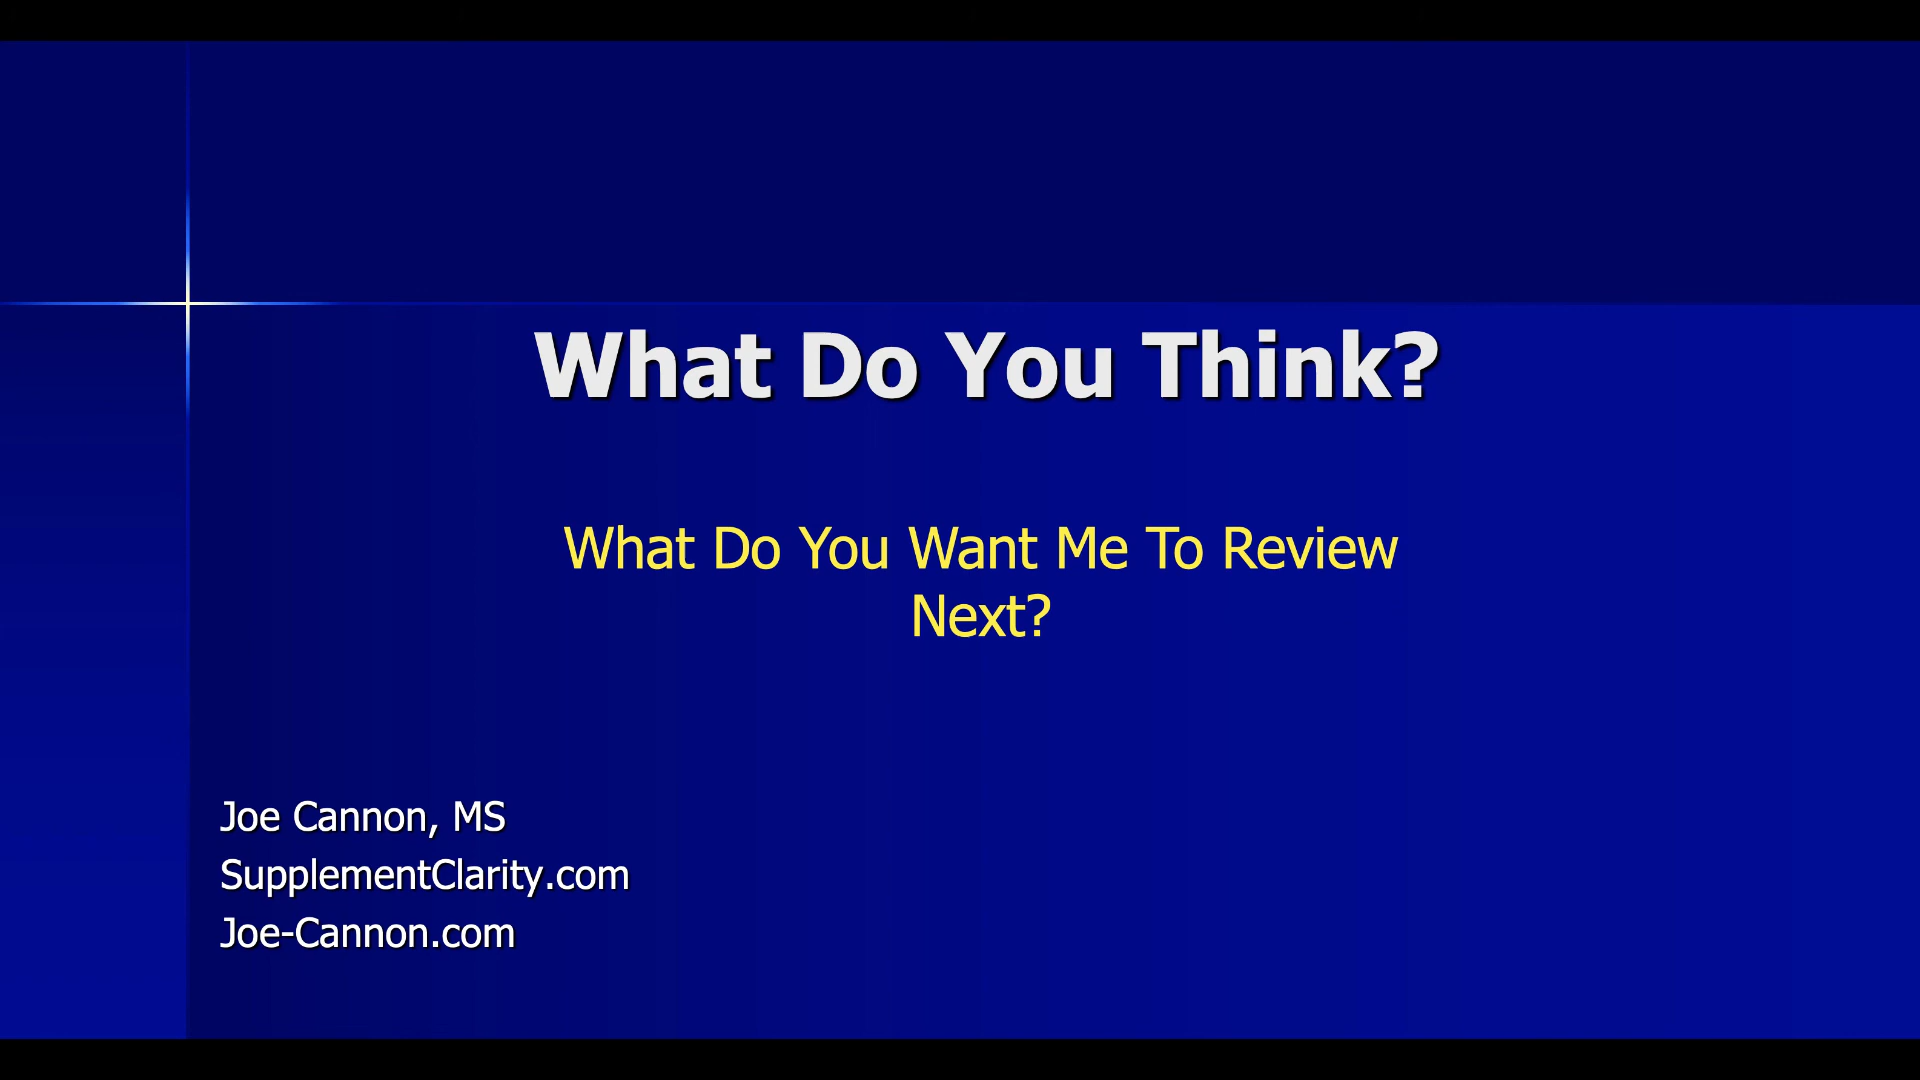 What Do You Think?
What Do You Want Me To Review
Next?
Joe Cannon, MS
SupplementClarity.com
Joe-Cannon.com